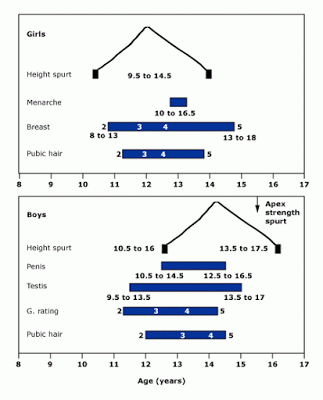 Girls
Height spurt 9.5 to 14.5
Menarche
10 to 16.5
Breast 2 3 4 5
8 to 13 13 to 18
Pubic hair 2 3 4 5
8 9 10 11 12 13 14 15 16 17
Boys Apex
strength
spurt
Height spurt 10.5 to 16 13.5 to 17.5
Penis
10.5 to 14.5 12.5 to 16.5
Testis
9.5 to 13.5 13.5 to 17
G. rating 2 3 4 5
Pubic hair 2 3 4 5
8 9 10 11 12 13 14 15 16 17
Age (years)